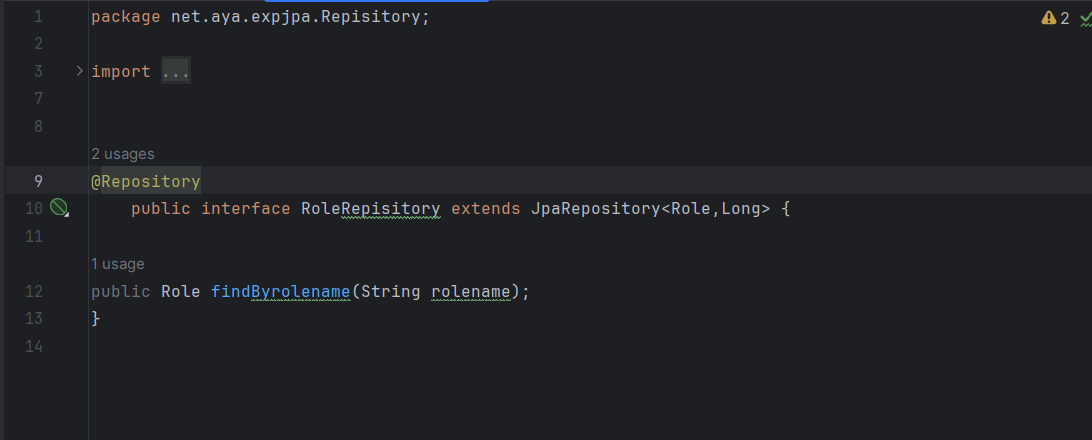 1 package net.aya.expjpa.Repisitory;
2
3 import ...
7
8
2 usages
9 @Repository
10 public interface RoleRepisitory extends JpaRepository<Role,Long> {
11
1 usage
12 public Role findByrolename(String rolename);
13 }
14
2